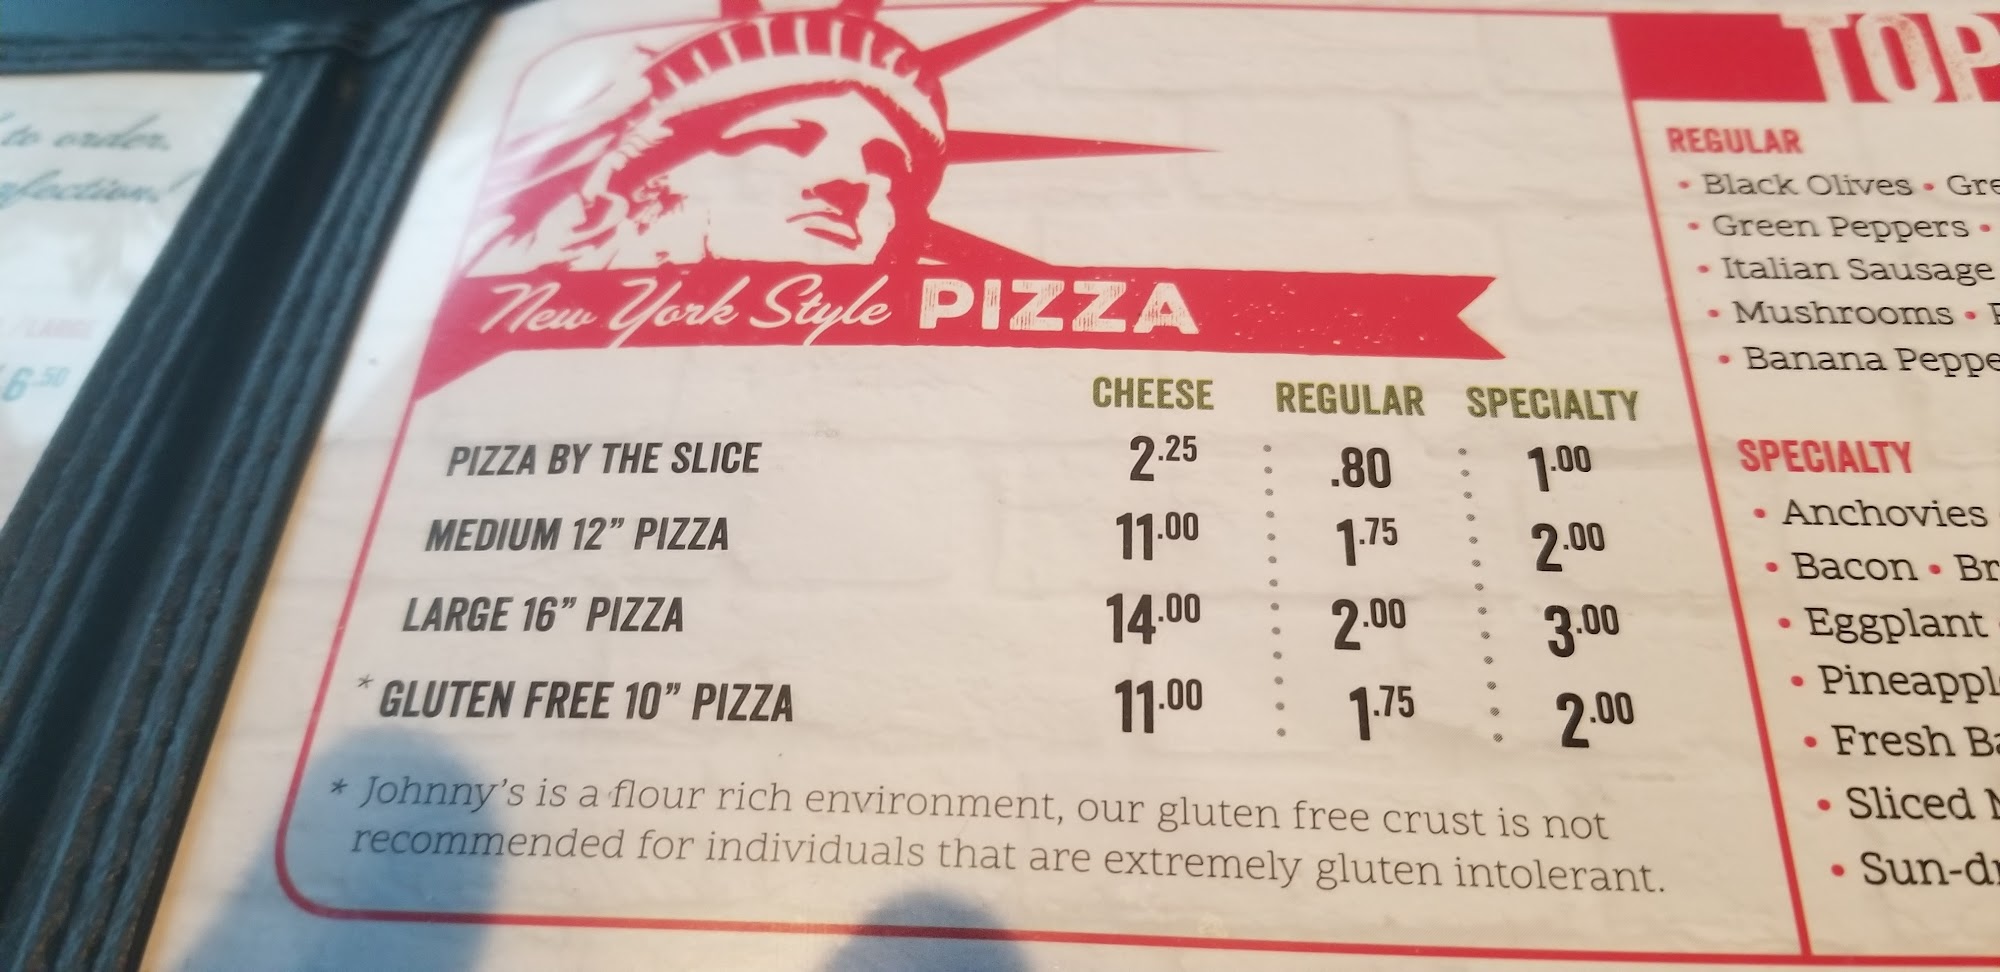 to order.
6.50
New York Style PIZZA
CHEESE REGULAR SPECIALTY
PIZZA BY THE SLICE 2.25 .80 1.00
MEDIUM 12” PIZZA 11.00 1.75 2.00
LARGE 16” PIZZA 14.00 2.00 3.00
* GLUTEN FREE 10” PIZZA 11.00 1.75 2.00
* Johnny's is a flour rich environment, our gluten free crust is not
recommended for individuals that are extremely gluten intolerant.
REGULAR
• Black Olives •
• Green Peppers •
• Italian Sausage
• Mushrooms •
• Banana
SPECIALTY
• Anchovies
• Bacon •
• Eggplant
•
• Fresh
• Sliced
•